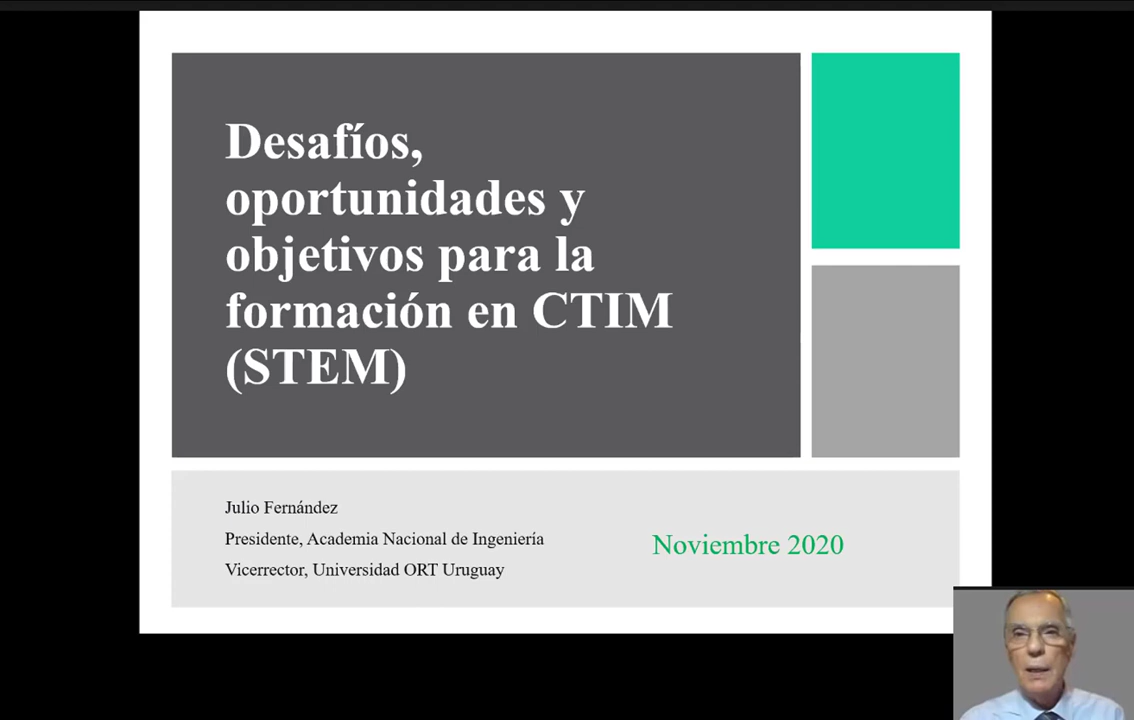 Desafíos,
oportunidades y
objetivos para la
formación en CTIM
(STEM)
Julio Fernández
Presidente, Academia Nacional de Ingeniería
Vicerrector, Universidad ORT Uruguay
Noviembre 2020